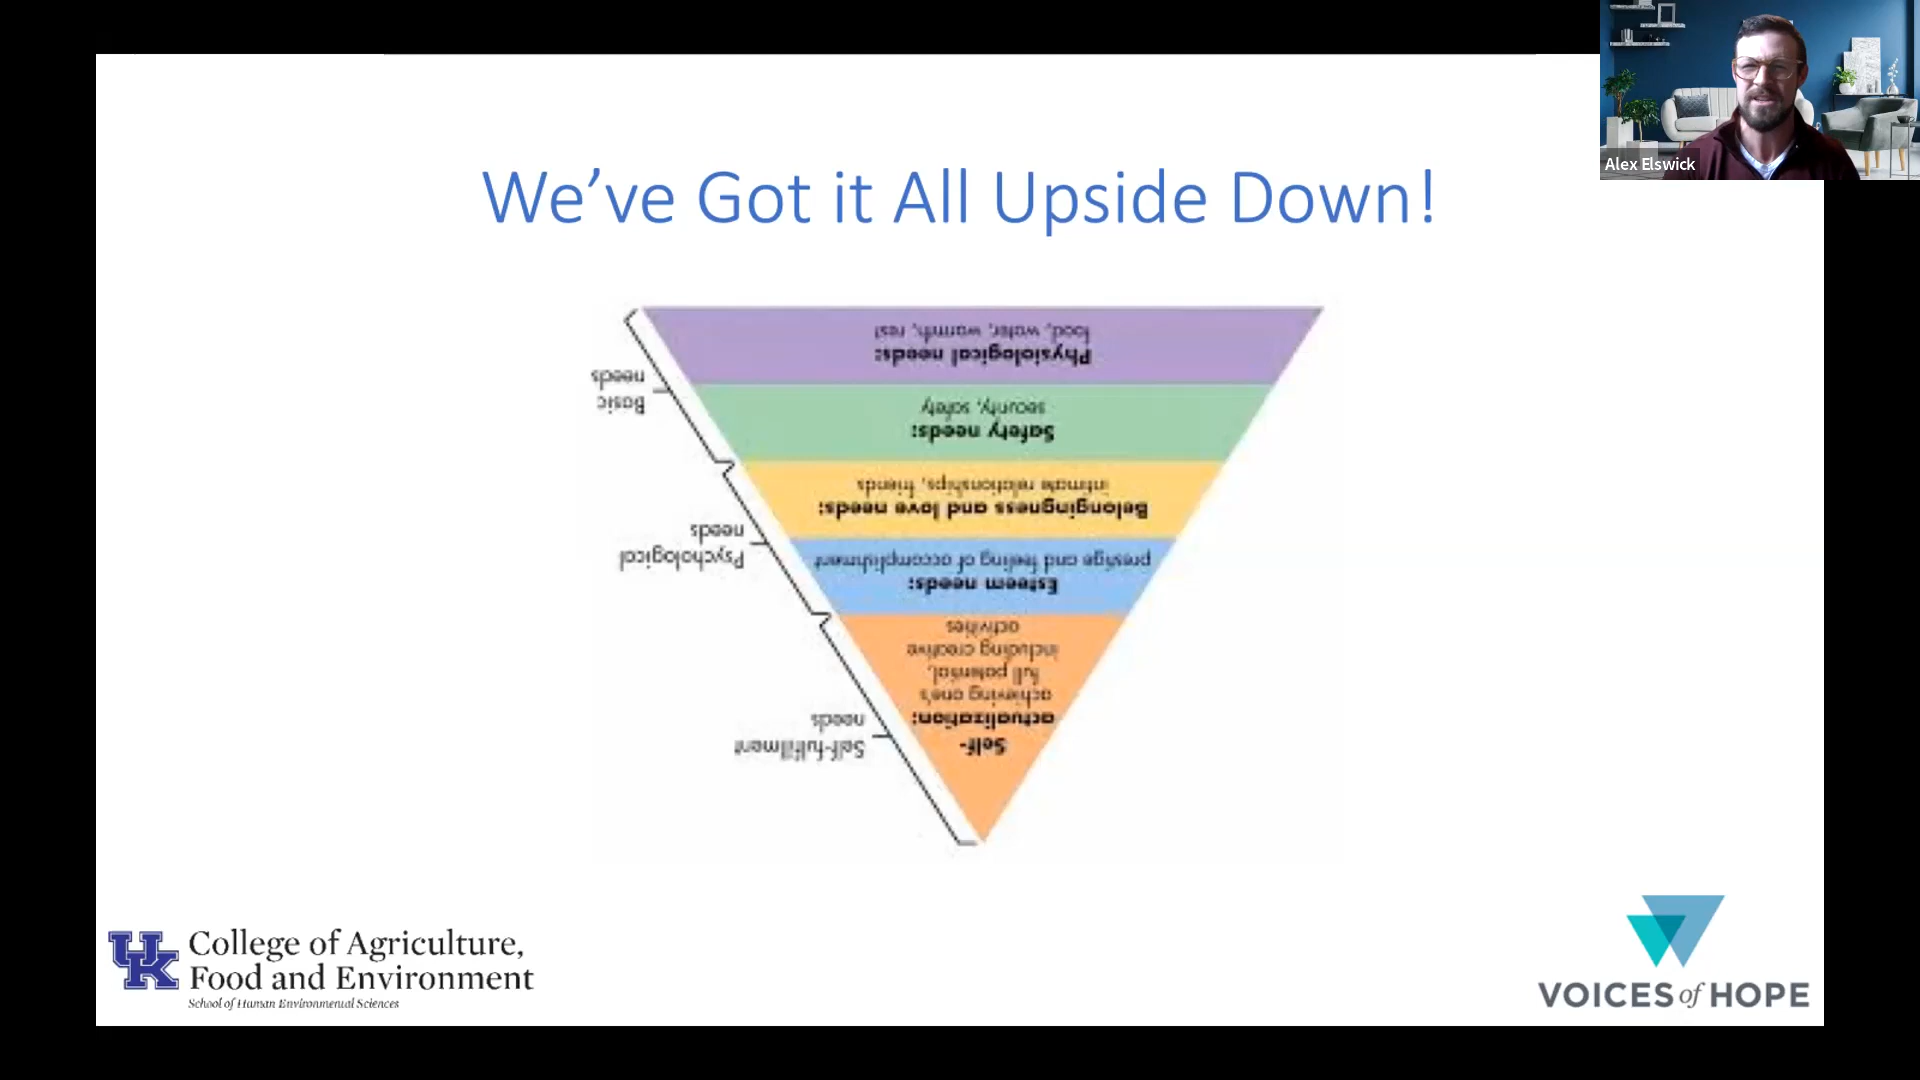 Alex Elswick
We've Got it All Upside Down!
Self-
actualization:
achieving one's
full potential,
including creative
activities
Self-fulfillment
needs
Esteem needs:
prestige and feeling of accomplishment
Psychological
needs
Belongingness and love needs:
intimate relationships, friends
Safety needs:
security, safety
Basic
needs
Physiological needs:
food, water, warmth, rest
UK
College of Agriculture,
Food and Environment
School of Human Environmental Sciences
VOICES of HOPE